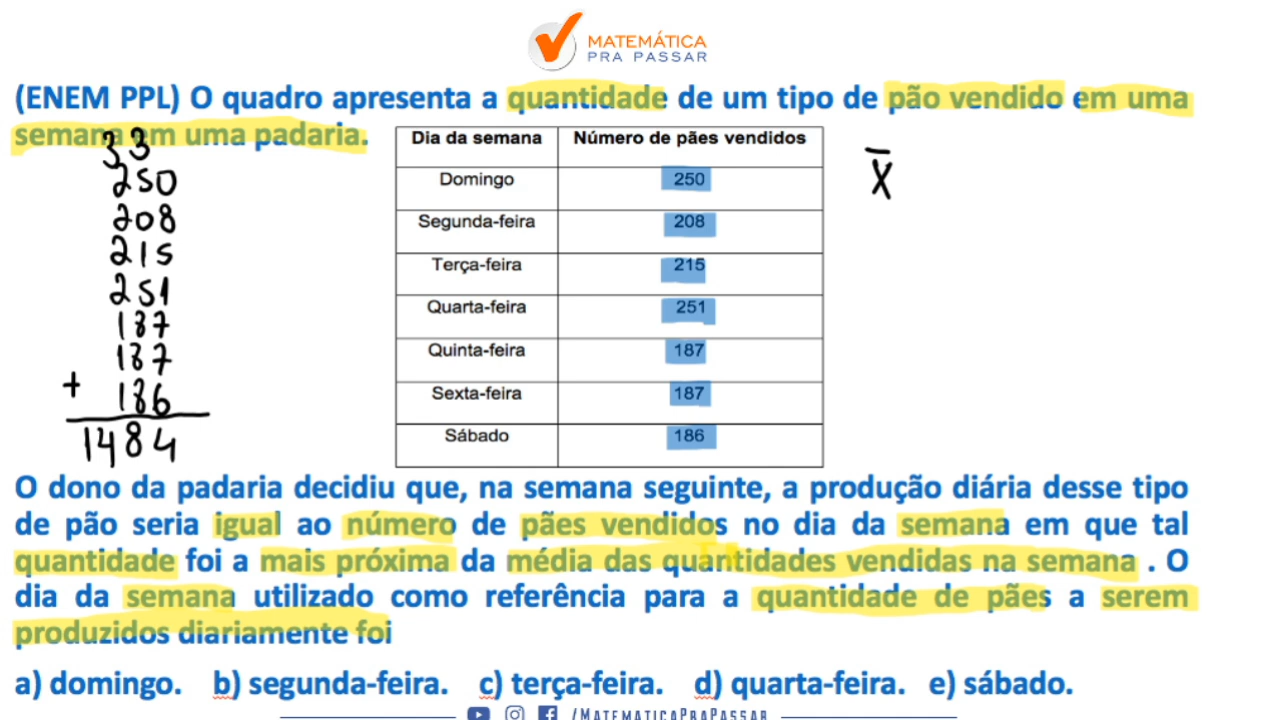 MATEMÁTICA
PRA PASSAR
(ENEM PPL) O quadro apresenta a quantidade de um tipo de pão vendido em uma
semana em uma padaria.
33
250
208
215
251
187
187
+ 186
1484
Dia da semana Número de pães vendidos
Domingo 250
Segunda-feira 208
Terça-feira 215
Quarta-feira 251
Quinta-feira 187
Sexta-feira 187
Sábado 186
X̅
O dono da padaria decidiu que, na semana seguinte, a produção diária desse tipo
de pão seria igual ao número de pães vendidos no dia da semana em que tal
quantidade foi a mais próxima da média das quantidades vendidas na semana . O
dia da semana utilizado como referência para a quantidade de pães a serem
produzidos diariamente foi
a) domingo. b) segunda-feira. c) terça-feira. d) quarta-feira. e) sábado.
/MATEMATICAPRAPASSAR